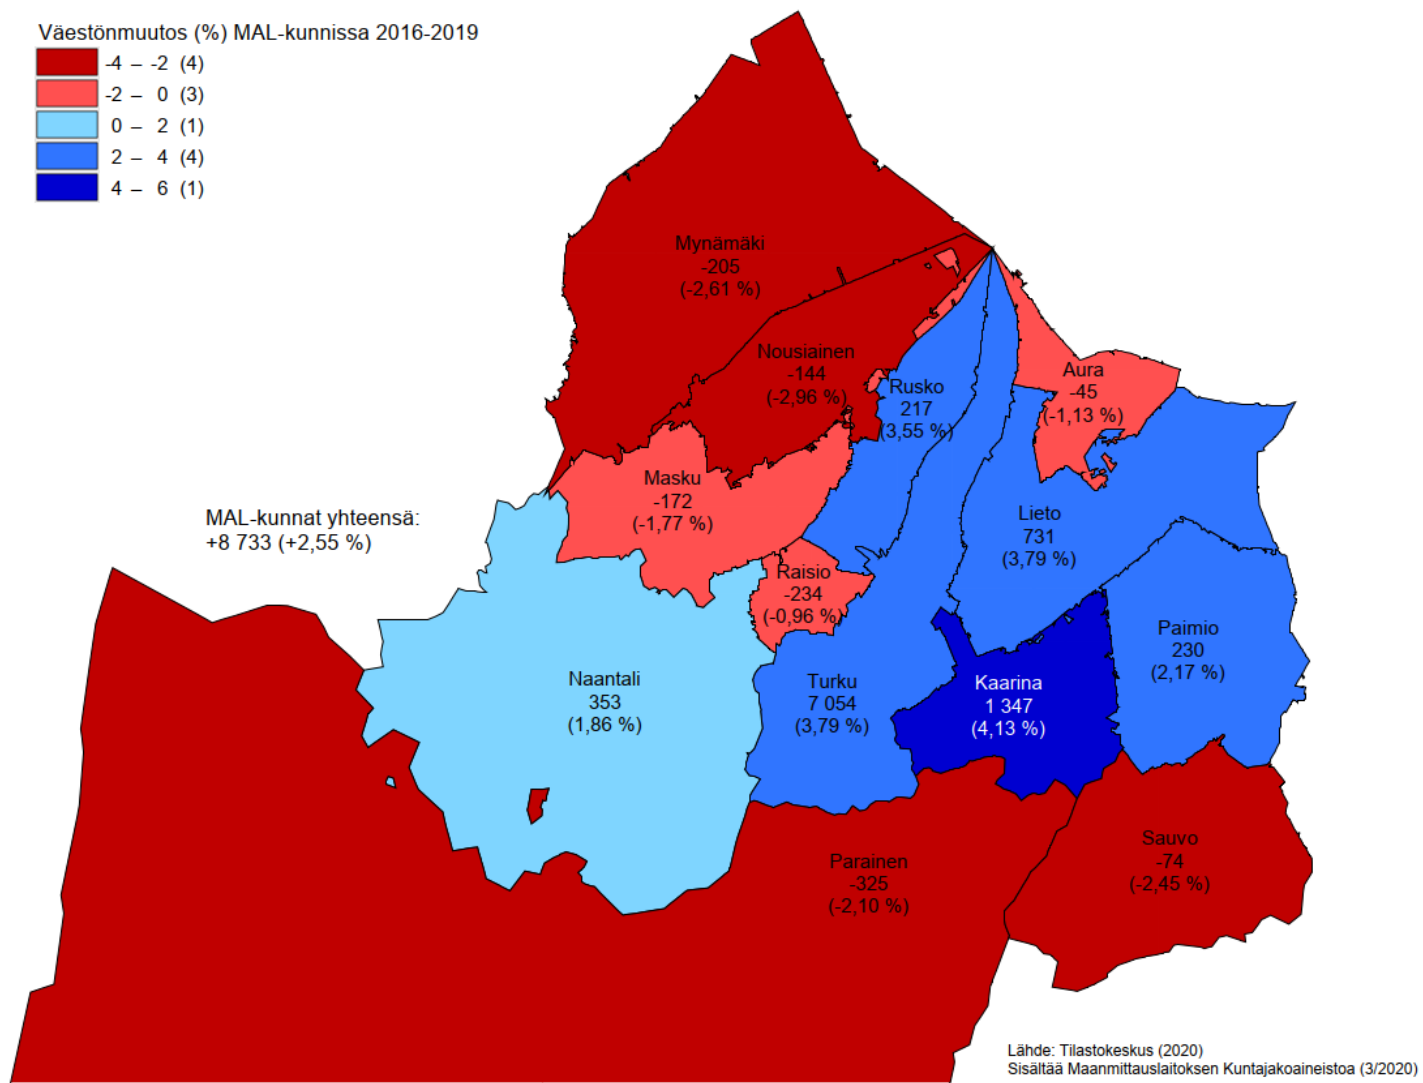 Väestönmuutos (%) MAL-kunnissa 2016-2019
-4 – -2 (4)
-2 – 0 (3)
0 – 2 (1)
2 – 4 (4)
4 – 6 (1)
Mynämäki
-205
(-2,61 %)
Nousiainen
-144
(-2,96 %)
Rusko
217
(3,55 %)
Aura
-45
(-1,13 %)
Masku
-172
(-1,77 %)
MAL-kunnat yhteensä:
+8 733 (+2,55 %)
Lieto
731
(3,79 %)
Raisio
-234
(-0,96 %)
Paimio
230
(2,17 %)
Naantali
353
(1,86 %)
Turku
7 054
(3,79 %)
Kaarina
1 347
(4,13 %)
Parainen
-325
(-2,10 %)
Sauvo
-74
(-2,45 %)
Lähde: Tilastokeskus (2020)
Sisältää Maanmittauslaitoksen Kuntajakoaineistoa (3/2020)